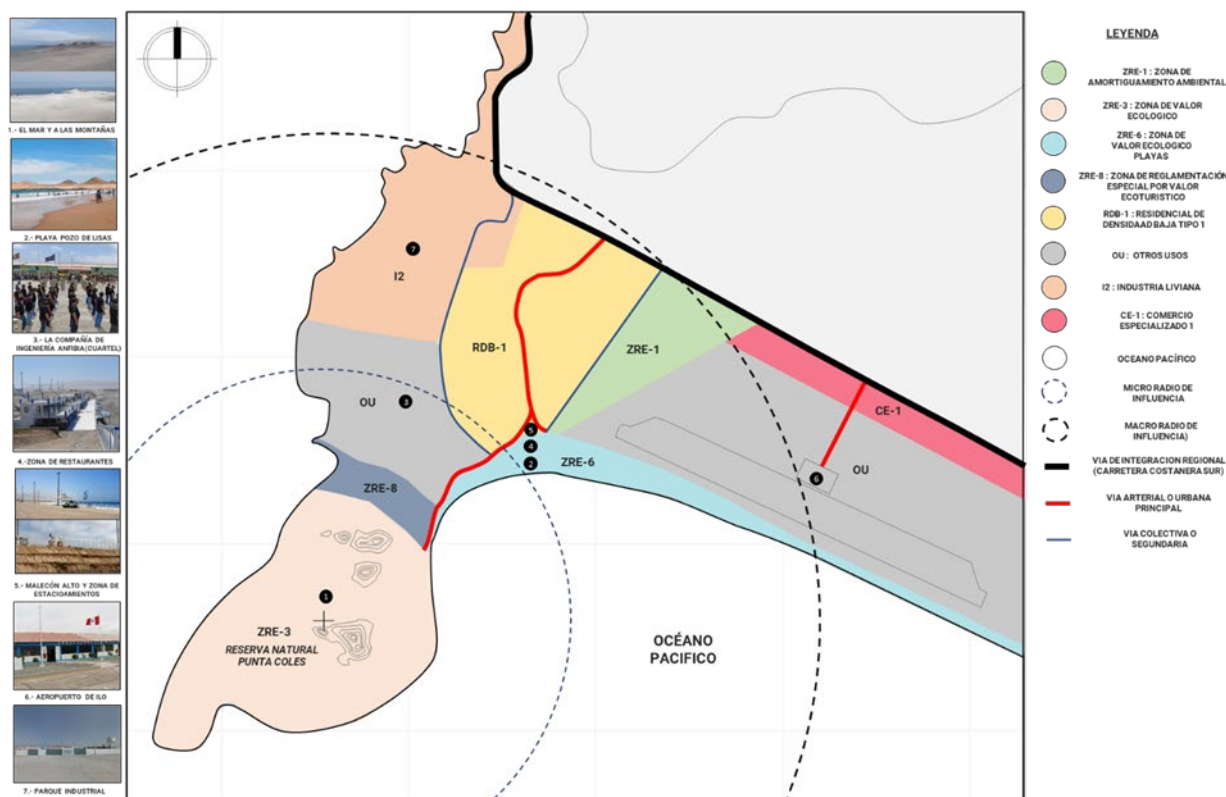 1.- EL MAR Y A LAS MONTAÑAS
2.- PLAYA POZO DE LISAS
3.- LA COMPAÑÍA DE
INGENIERÍA ANFIBIA(CUARTEL)
4.-ZONA DE RESTAURANTES
5.- MALECÓN ALTO Y ZONA DE
ESTACIOAMIENTOS
6.- AEROPUERTO DE ILO
7.- PARQUE INDUSTRIAL
7
I2
RDB-1
ZRE-1
CE-1
OU
3
5
4
2
ZRE-6
OU
6
ZRE-8
1
ZRE-3
RESERVA NATURAL
PUNTA COLES
OCÉANO
PACIFICO
LEYENDA
ZRE-1 : ZONA DE
AMORTIGUAMIENTO AMBIENTAL
ZRE-3 : ZONA DE VALOR
ECOLOGICO
ZRE-6 : ZONA DE
VALOR ECOLOGICO
PLAYAS
ZRE-8 : ZONA DE REGLAMENTACIÓN
ESPECIAL POR VALOR
ECOTURISTICO
RDB-1 : RESIDENCIAL DE
DENSIDAAD BAJA TIPO 1
OU : OTROS USOS
I2 : INDUSTRIA LIVIANA
CE-1 : COMERCIO
ESPECIALIZADO 1
OCEANO PACÍFICO
MICRO RADIO DE
INFLUENCIA
MACRO RADIO DE
INFLUENCIA)
VIA DE INTEGRACION REGIONAL
(CARRETERA COSTANERA SUR)
VIA ARTERIAL O URBANA
PRINCIPAL
VIA COLECTIVA O
SEGUNDARIA